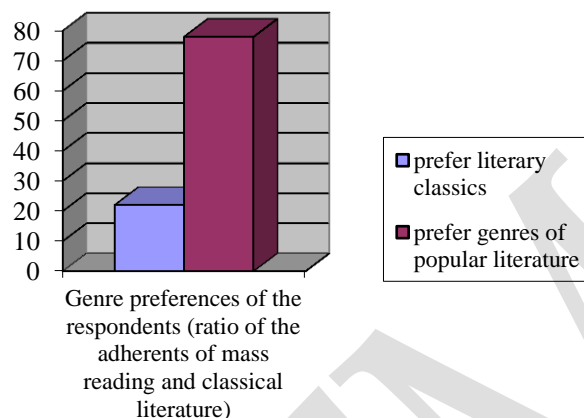 80
70
60
50
40
30
20
10
0
Genre preferences of the
respondents (ratio of the
adherents of mass
reading and classical
literature)
prefer literary
classics
prefer genres of
popular literature